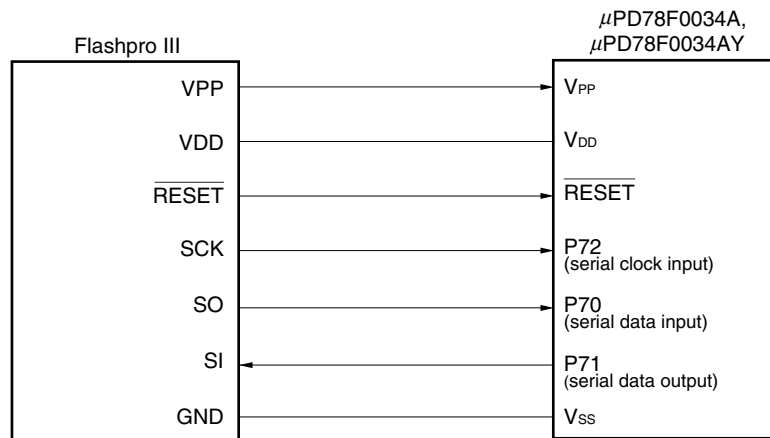 µPD78F0034A,
Flashpro III
µPD78F0034AY
VPP
VPP
VDD
VDD
RESET
RESET
SCK
P72
(serial clock input)
SO
P70
(serial data input)
SI
P71
(serial data output)
GND
VSS